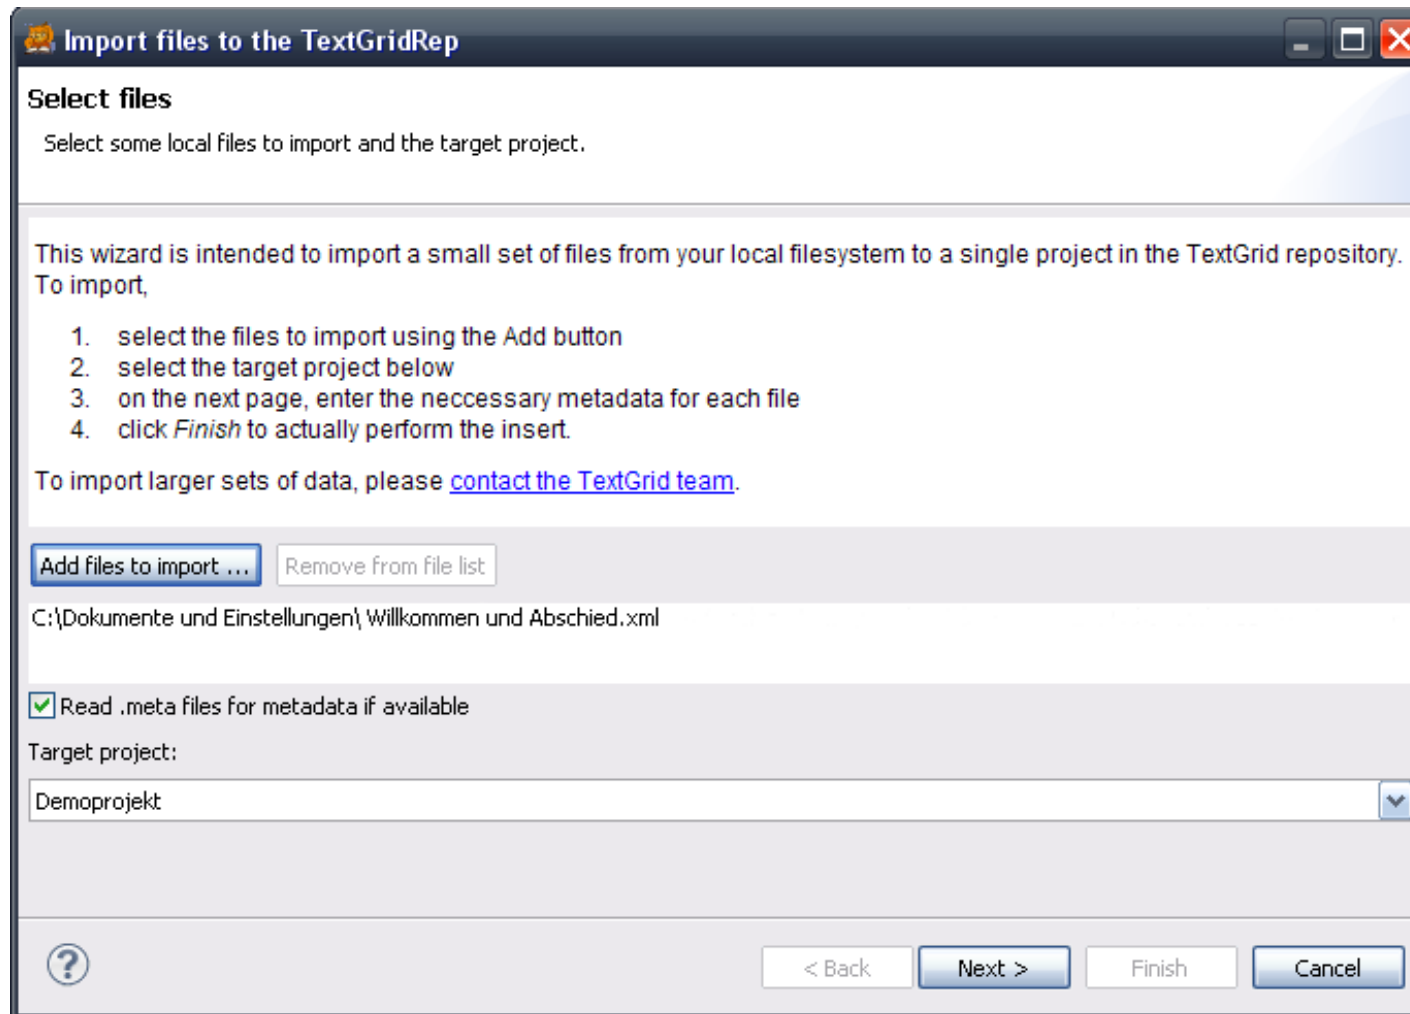 Import files to the TextGridRep
Select files
Select some local files to import and the target project.
This wizard is intended to import a small set of files from your local filesystem to a single project in the TextGrid repository.
To import,
1. select the files to import using the Add button
2. select the target project below
3. on the next page, enter the neccessary metadata for each file
4. click Finish to actually perform the insert.
To import larger sets of data, please contact the TextGrid team.
Add files to import ... Remove from file list
C:\Dokumente und Einstellungen\ Willkommen und Abschied.xml
Read .meta files for metadata if available
Target project:
Demoprojekt
< Back Next > Finish Cancel